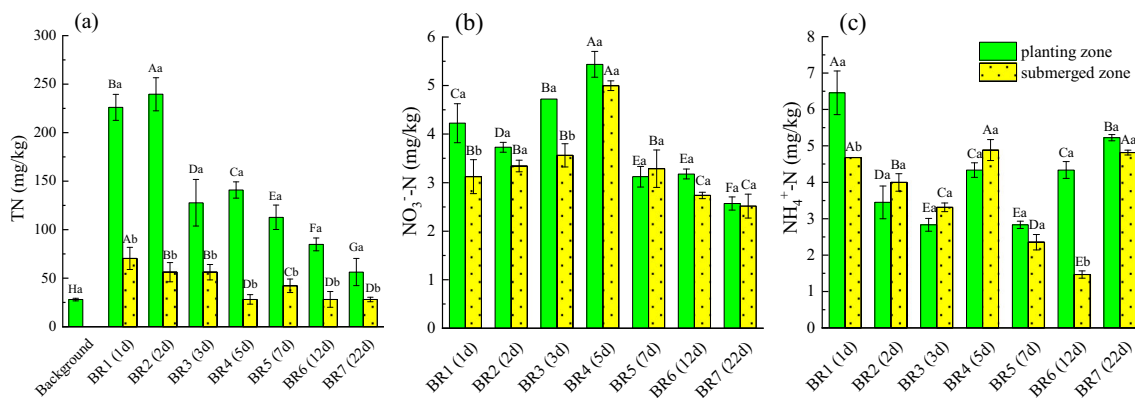 (a)
TN (mg/kg)
300
250
200
150
100
50
0
Ha
Ba
Ab
Aa
Bb
Da
Bb
Ca
Db
Ea
Cb
Fa
Db
Ga
Db
Background
BR1 (1d)
BR2 (2d)
BR3 (3d)
BR4 (5d)
BR5 (7d)
BR6 (12d)
BR7 (22d)
(b)
NO₃⁻-N (mg/kg)
6
5
4
3
2
1
0
Ca
Bb
Da
Ba
Ba
Bb
Aa
Aa
Ea
Ba
Ea
Ca
Fa
Ca
BR1 (1d)
BR2 (2d)
BR3 (3d)
BR4 (5d)
BR5 (7d)
BR6 (12d)
BR7 (22d)
(c)
planting zone
submerged zone
NH₄⁺-N (mg/kg)
8
7
6
5
4
3
2
1
0
Aa
Ab
Da
Ba
Ea
Ca
Ca
Aa
Ea
Da
Ca
Eb
Ba
Aa
BR1 (1d)
BR2 (2d)
BR3 (3d)
BR4 (5d)
BR5 (7d)
BR6 (12d)
BR7 (22d)